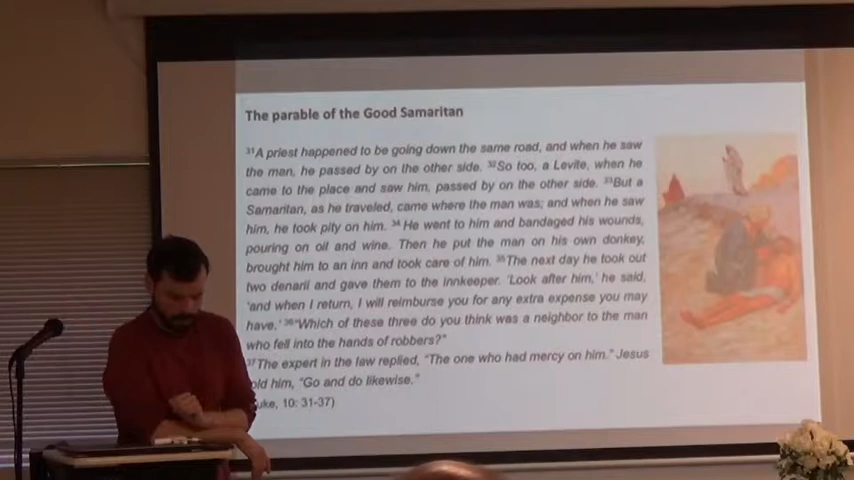 The parable of the Good Samaritan
³¹A priest happened to be going down the same road, and when he saw
the man, he passed by on the other side. ³²So too, a Levite, when he
came to the place and saw him, passed by on the other side. ³³But a
Samaritan, as he traveled, came where the man was; and when he saw
him, he took pity on him. ³⁴He went to him and bandaged his wounds,
pouring on oil and wine. Then he put the man on his own donkey,
brought him to an inn and took care of him. ³⁵The next day he took out
two denarii and gave them to the innkeeper. 'Look after him,' he said,
'and when I return, I will reimburse you for any extra expense you may
have.' ³⁶"Which of these three do you think was a neighbor to the man
who fell into the hands of robbers?"
³⁷The expert in the law replied, "The one who had mercy on him." Jesus
told him, "Go and do likewise."
uke, 10: 31-37)